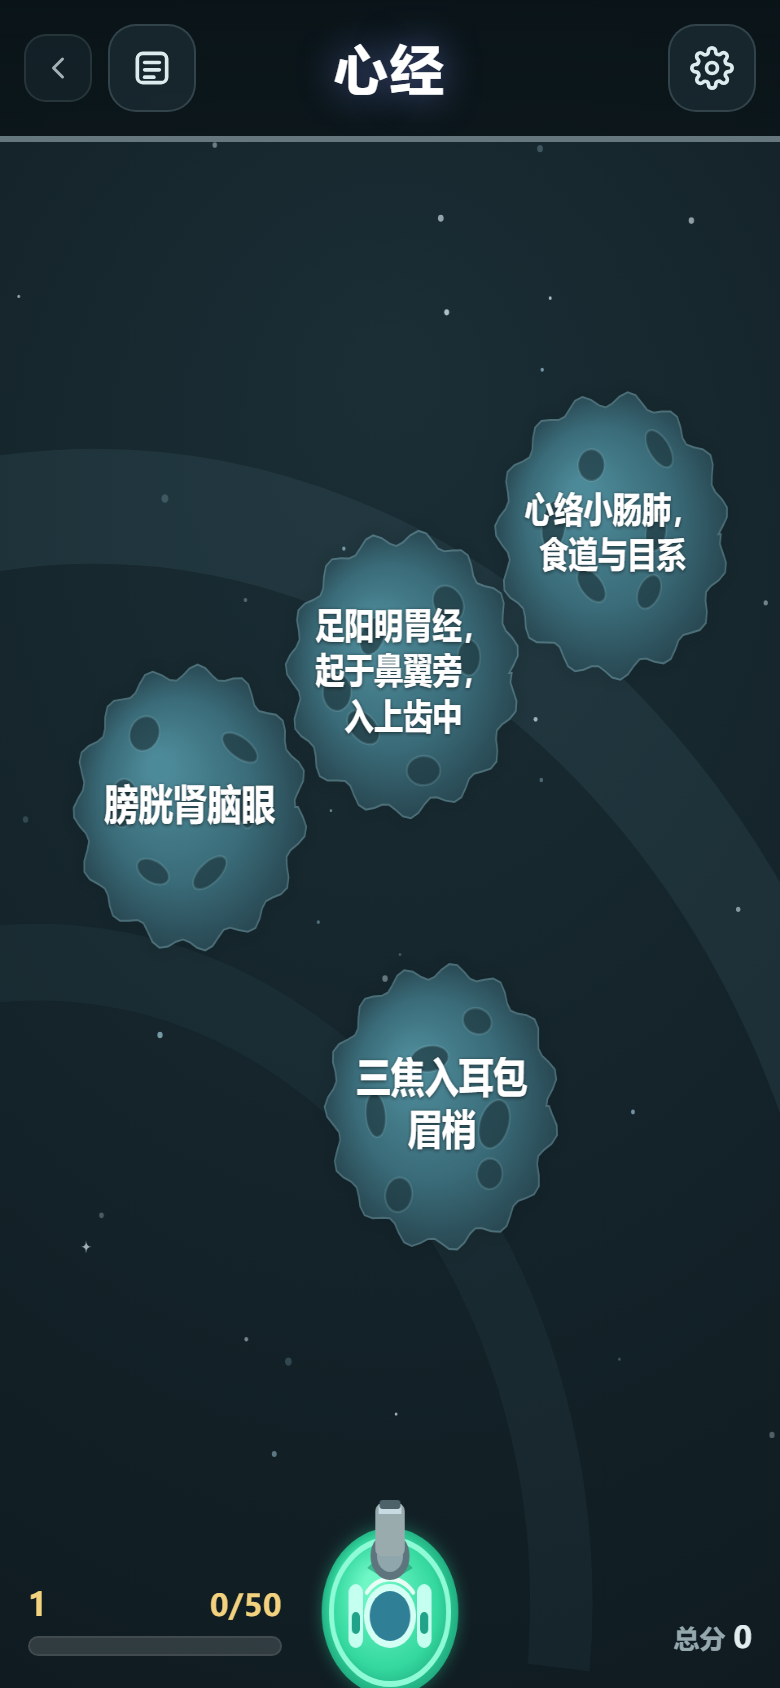 心经
心络小肠肺,
食道与目系
足阳明胃经,
起于鼻翼旁,
入上齿中
膀胱肾脑眼
三焦入耳包
眉梢
1
0/50
总分 0